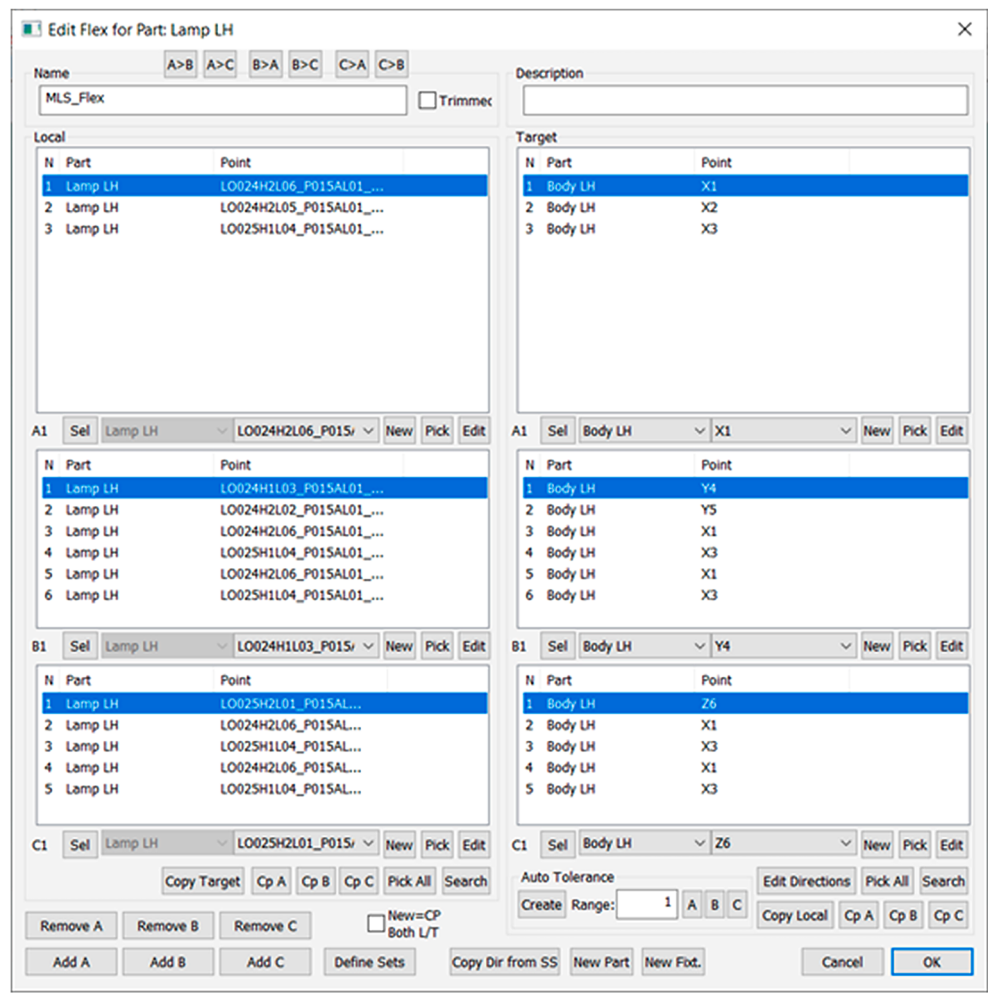 Edit Flex for Part: Lamp LH
A>B A>C B>A B>C C>A C>B
Name
MLS_Flex
Trimmed
Description
Local
N Part Point
1 Lamp LH LO024H2L06_P015AL01_...
2 Lamp LH LO024H2L05_P015AL01_...
3 Lamp LH LO025H1L04_P015AL01_...
A1 Sel Lamp LH LO024H2L06_P015 New Pick Edit
N Part Point
1 Lamp LH LO024H1L03_P015AL01_...
2 Lamp LH LO024H2L02_P015AL01_...
3 Lamp LH LO024H2L06_P015AL01_...
4 Lamp LH LO025H1L04_P015AL01_...
5 Lamp LH LO024H2L06_P015AL01_...
6 Lamp LH LO025H1L04_P015AL01_...
B1 Sel Lamp LH LO024H1L03_P015 New Pick Edit
N Part Point
1 Lamp LH LO025H2L01_P015AL...
2 Lamp LH LO024H2L06_P015AL...
3 Lamp LH LO025H1L04_P015AL...
4 Lamp LH LO024H2L06_P015AL...
5 Lamp LH LO025H1L04_P015AL...
C1 Sel Lamp LH LO025H2L01_P015 New Pick Edit
Copy Target Cp A Cp B Cp C Pick All Search
Target
N Part Point
1 Body LH X1
2 Body LH X2
3 Body LH X3
A1 Sel Body LH X1 New Pick Edit
N Part Point
1 Body LH Y4
2 Body LH Y5
3 Body LH X1
4 Body LH X3
5 Body LH X1
6 Body LH X3
B1 Sel Body LH Y4 New Pick Edit
N Part Point
1 Body LH Z6
2 Body LH X1
3 Body LH X3
4 Body LH X1
5 Body LH X3
C1 Sel Body LH Z6 New Pick Edit
Auto Tolerance
Create Range: 1 A B C
Edit Directions Pick All Search
Copy Local Cp A Cp B Cp C
Remove A Remove B Remove C
New=CP
Both L/T
Add A Add B Add C Define Sets Copy Dir from SS New Part New Fixt. Cancel OK